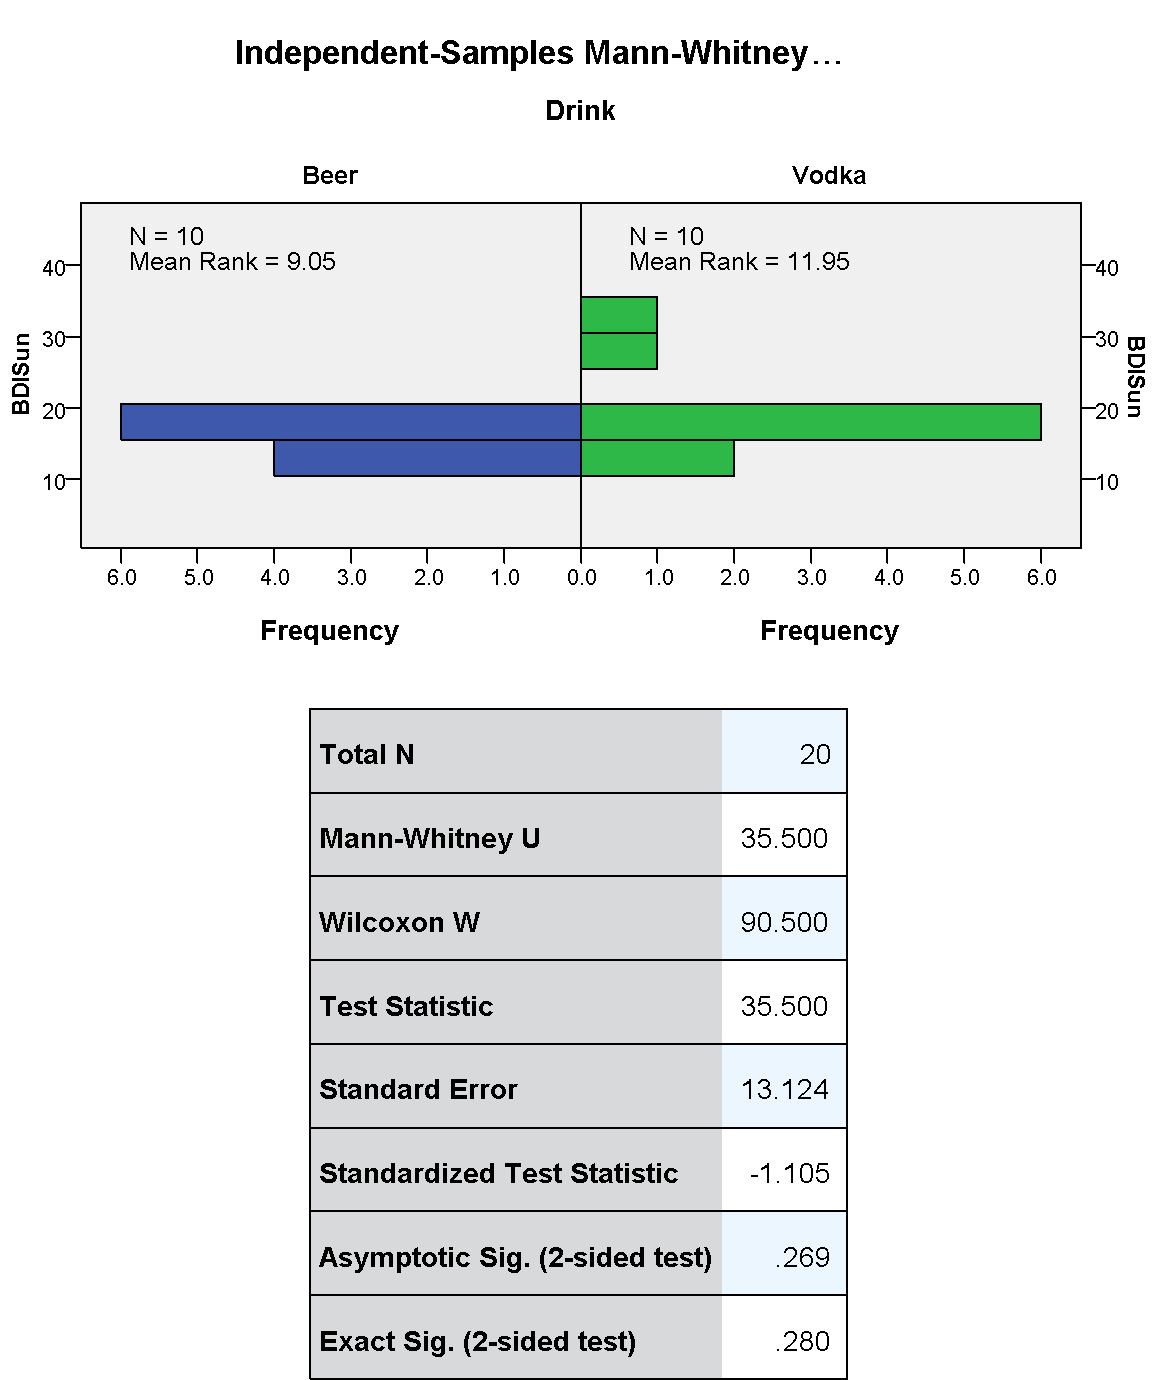 Independent-Samples Mann-Whitney…
Drink
Beer Vodka
N = 10 N = 10
Mean Rank = 9.05 Mean Rank = 11.95
40 40
30 30
BDISun BDISun
20 20
10 10
6.0 5.0 4.0 3.0 2.0 1.0 0.0 1.0 2.0 3.0 4.0 5.0 6.0
Frequency Frequency
Total N 20
Mann-Whitney U 35.500
Wilcoxon W 90.500
Test Statistic 35.500
Standard Error 13.124
Standardized Test Statistic -1.105
Asymptotic Sig. (2-sided test) .269
Exact Sig. (2-sided test) .280